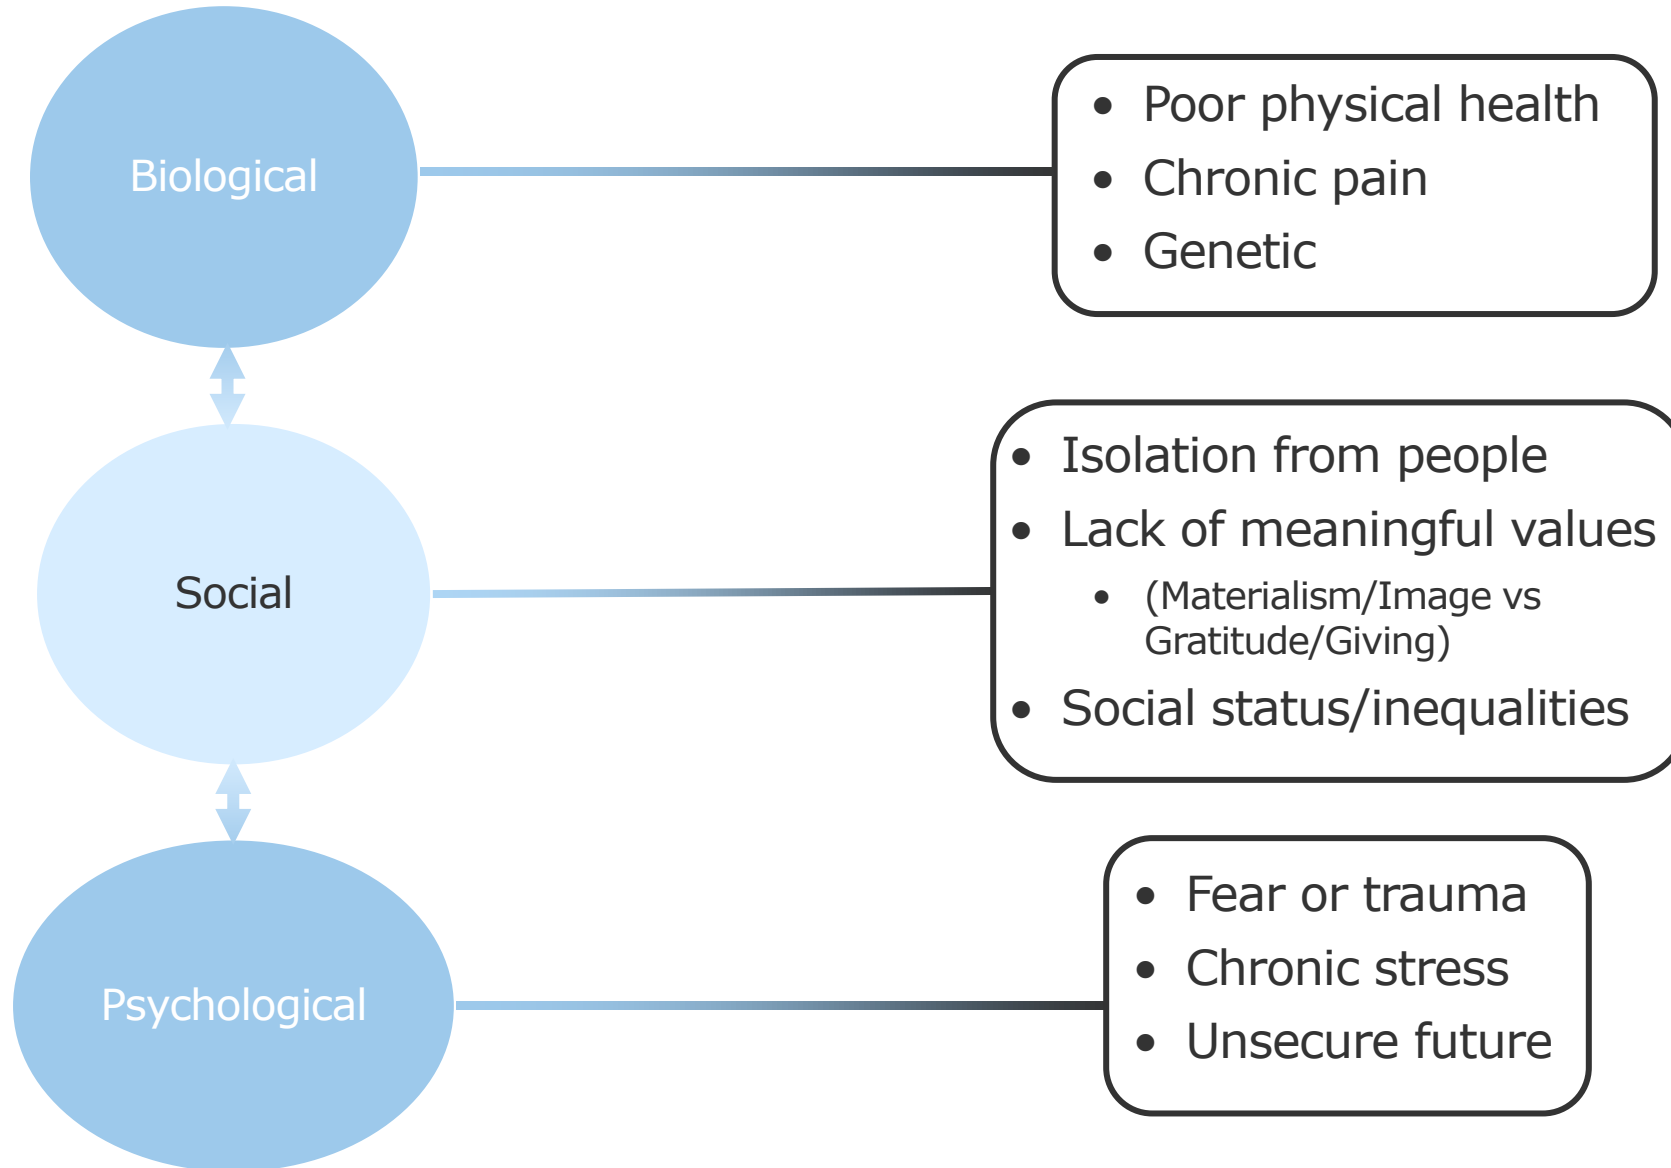 Biological
• Poor physical health
• Chronic pain
• Genetic
Social
• Isolation from people
• Lack of meaningful values
• (Materialism/Image vs
Gratitude/Giving)
• Social status/inequalities
Psychological
• Fear or trauma
• Chronic stress
• Unsecure future